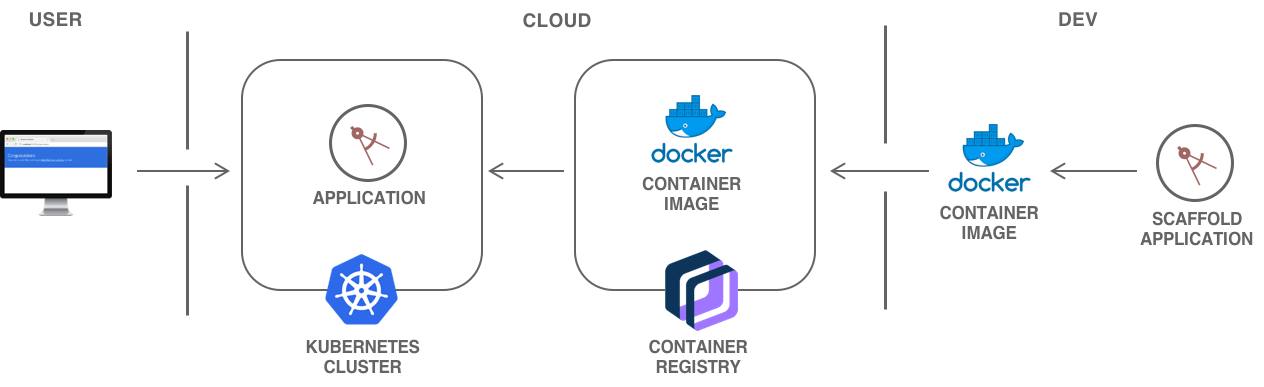 USER
CLOUD
DEV
Congratulations
docker
CONTAINER
IMAGE
APPLICATION
docker
CONTAINER
IMAGE
SCAFFOLD
APPLICATION
KUBERNETES
CLUSTER
CONTAINER
REGISTRY